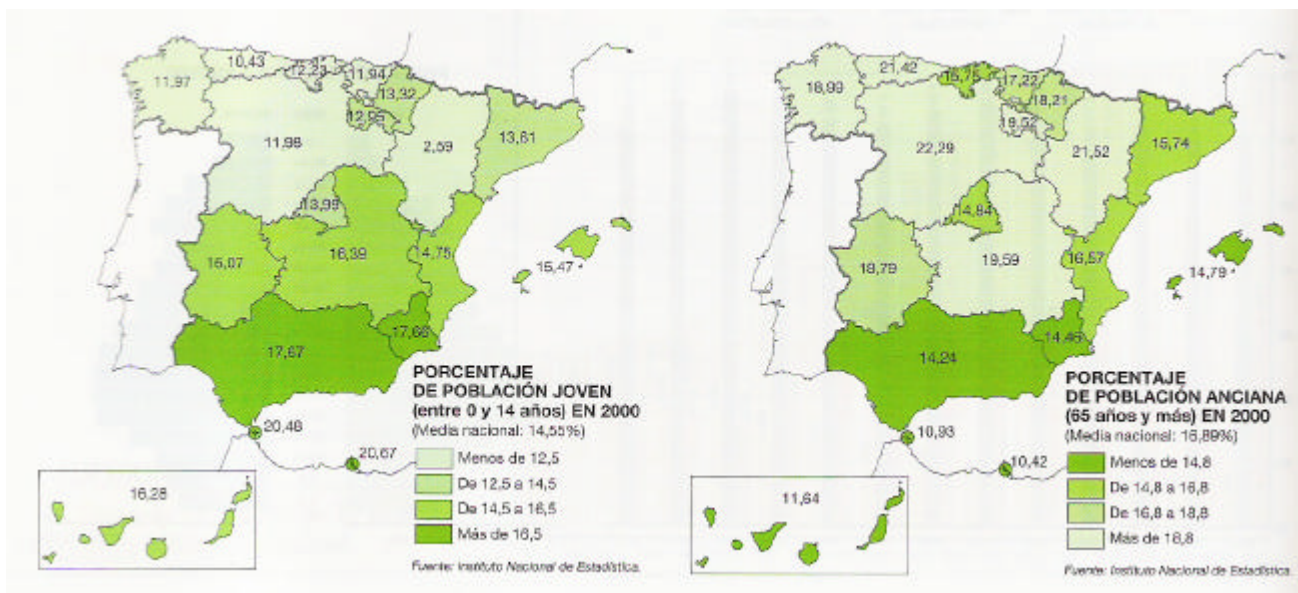 11,97
10,43
12,23
11,94
13,32
12,95
11,98
2,59
13,61
13,99
15,07
16,39
14,75
15,47
17,66
17,67
PORCENTAJE
DE POBLACIÓN JOVEN
(entre 0 y 14 años) EN 2000
(Media nacional: 14,55%)
20,48
20,67
16,28
Menos de 12,5
De 12,5 a 14,5
De 14,5 a 16,5
Más de 16,5
Fuente: Instituto Nacional de Estadística.
18,99
21,42
17,22
18,21
19,52
22,29
21,52
15,74
14,84
18,79
19,59
16,57
14,79
14,46
14,24
PORCENTAJE
DE POBLACIÓN ANCIANA
(65 años y más) EN 2000
(Media nacional: 16,89%)
10,93
10,42
11,64
Menos de 14,8
De 14,8 a 16,8
De 16,8 a 18,8
Más de 18,8
Fuente: Instituto Nacional de Estadística.